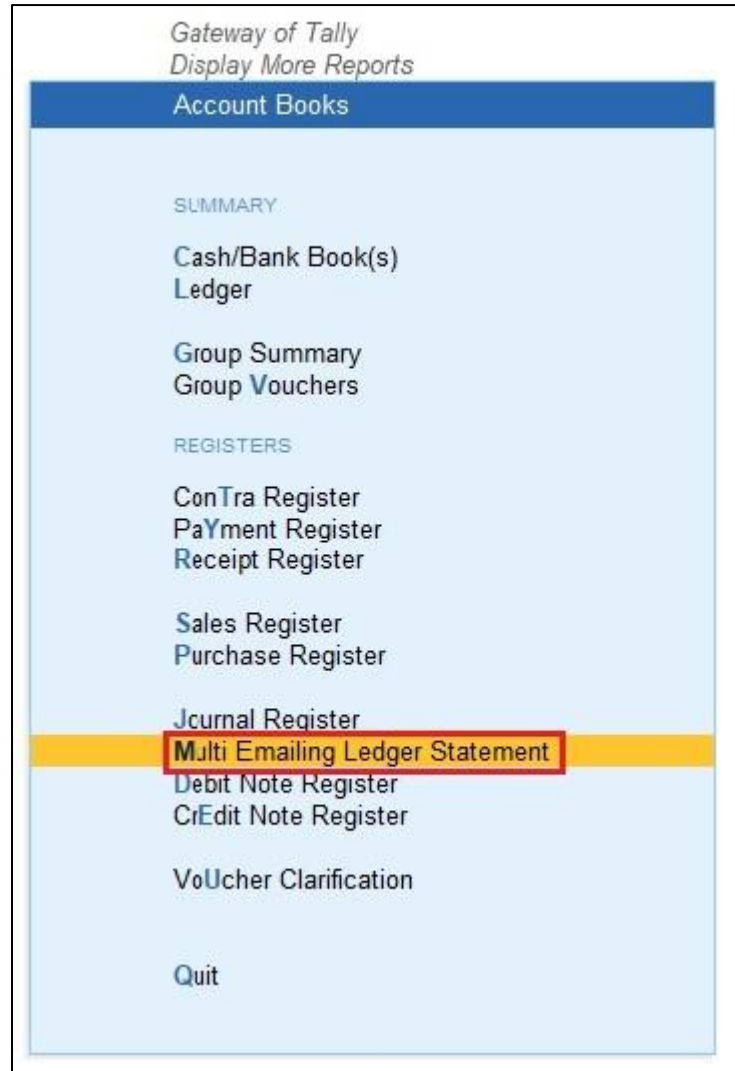 Gateway of Tally
Display More Reports
Account Books
SUMMARY
Cash/Bank Book(s)
Ledger
Group Summary
Group Vouchers
REGISTERS
ConTra Register
PaYment Register
Receipt Register
Sales Register
Purchase Register
Journal Register
Multi Emailing Ledger Statement
Debit Note Register
CrEdit Note Register
VoUcher Clarification
Quit